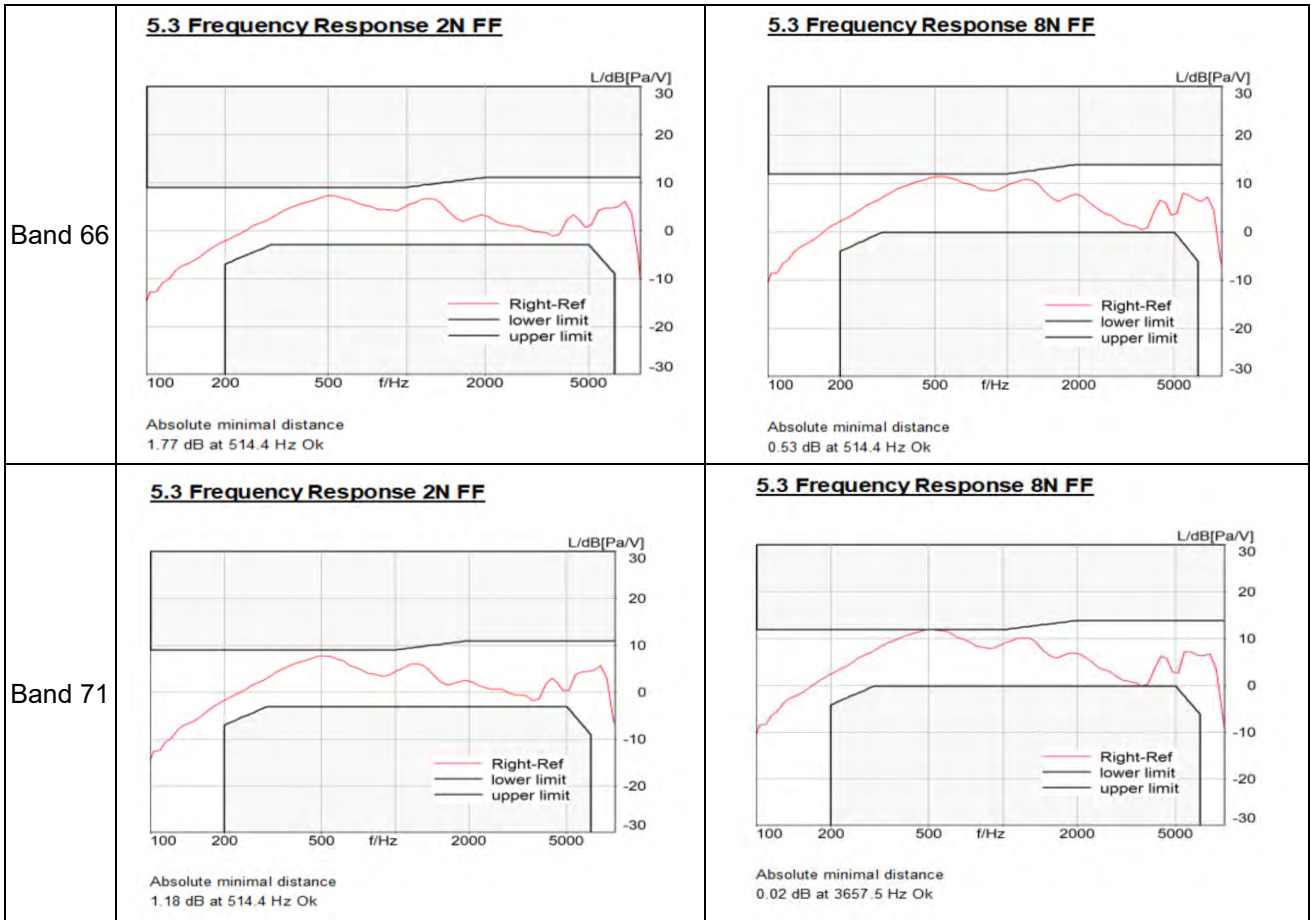 Band 66
5.3 Frequency Response 2N FF
L/dB[Pa/V]
30
20
10
0
-10
-20
-30
Right-Ref
lower limit
upper limit
100 200 500 f/Hz 2000 5000
Absolute minimal distance
1.77 dB at 514.4 Hz Ok
5.3 Frequency Response 8N FF
L/dB[Pa/V]
30
20
10
0
-10
-20
-30
Right-Ref
lower limit
upper limit
100 200 500 f/Hz 2000 5000
Absolute minimal distance
0.53 dB at 514.4 Hz Ok
Band 71
5.3 Frequency Response 2N FF
L/dB[Pa/V]
30
20
10
0
-10
-20
-30
Right-Ref
lower limit
upper limit
100 200 500 f/Hz 2000 5000
Absolute minimal distance
1.18 dB at 514.4 Hz Ok
5.3 Frequency Response 8N FF
L/dB[Pa/V]
30
20
10
0
-10
-20
-30
Right-Ref
lower limit
upper limit
100 200 500 f/Hz 2000 5000
Absolute minimal distance
0.02 dB at 3657.5 Hz Ok